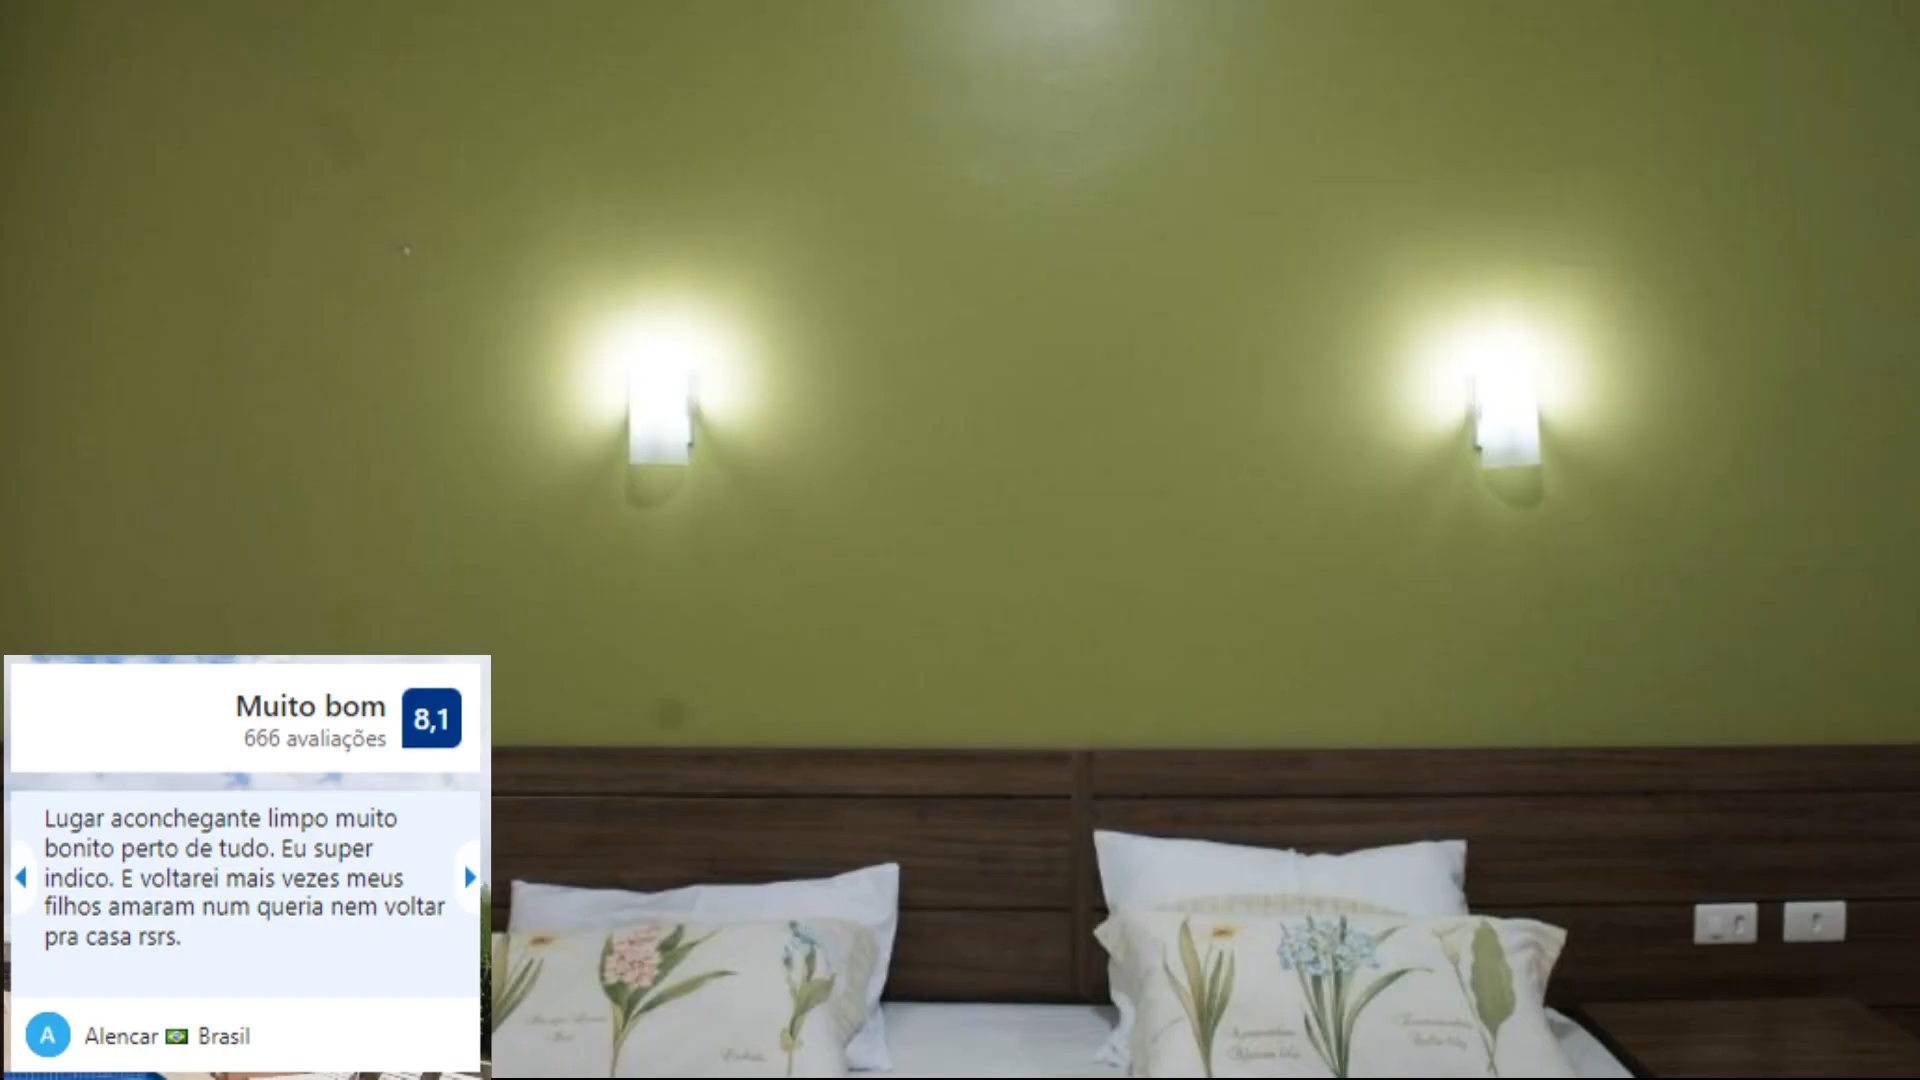 Muito bom
8,1
666 avaliações
Lugar aconchegante limpo muito
bonito perto de tudo. Eu super
indico. E voltarei mais vezes meus
filhos amaram num queria nem voltar
pra casa rsrs.
A
Alencar Brasil